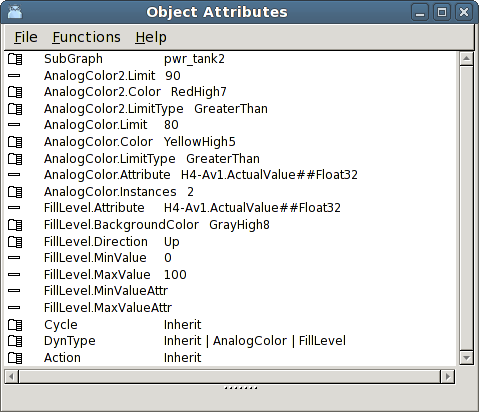 Object Attributes
File Functions Help
SubGraph pwr_tank2
AnalogColor2.Limit 90
AnalogColor2.Color RedHigh7
AnalogColor2.LimitType GreaterThan
AnalogColor.Limit 80
AnalogColor.Color YellowHigh5
AnalogColor.LimitType GreaterThan
AnalogColor.Attribute H4-Av1.ActualValue##Float32
AnalogColor.Instances 2
FillLevel.Attribute H4-Av1.ActualValue##Float32
FillLevel.BackgroundColor GrayHigh8
FillLevel.Direction Up
FillLevel.MinValue 0
FillLevel.MaxValue 100
FillLevel.MinValueAttr
FillLevel.MaxValueAttr
Cycle Inherit
DynType Inherit | AnalogColor | FillLevel
Action Inherit